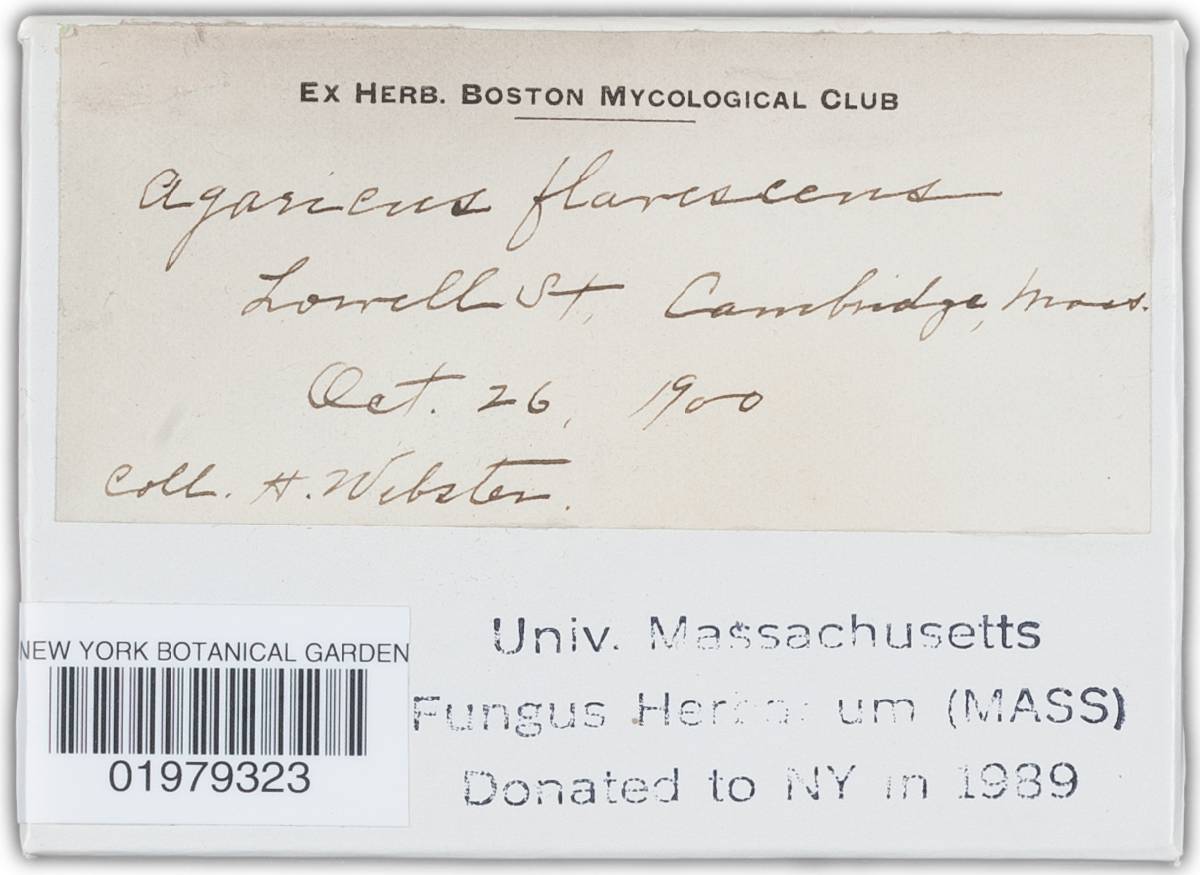 EX HERB. BOSTON MYCOLOGICAL CLUB
Agaricus flavescens
Lowell St., Cambridge, Mass.
Oct. 26, 1900
Coll. H. Webster.
Univ. Massachusetts
Fungus Herbarium (MASS)
Donated to NY in 1989
NEW YORK BOTANICAL GARDEN
01979323